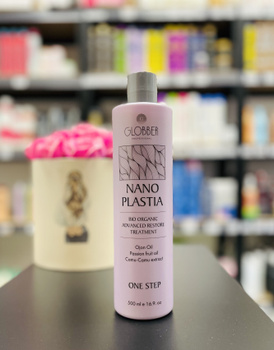 GLOBBER
NANO
PLASTIA
BIO ORGANIC
ADVANCED RESTORE
TREATMENT
Ojon Oil
Passion fruit oil
Camu-Camu extract
ONE STEP
500 ml e 16 fl. oz